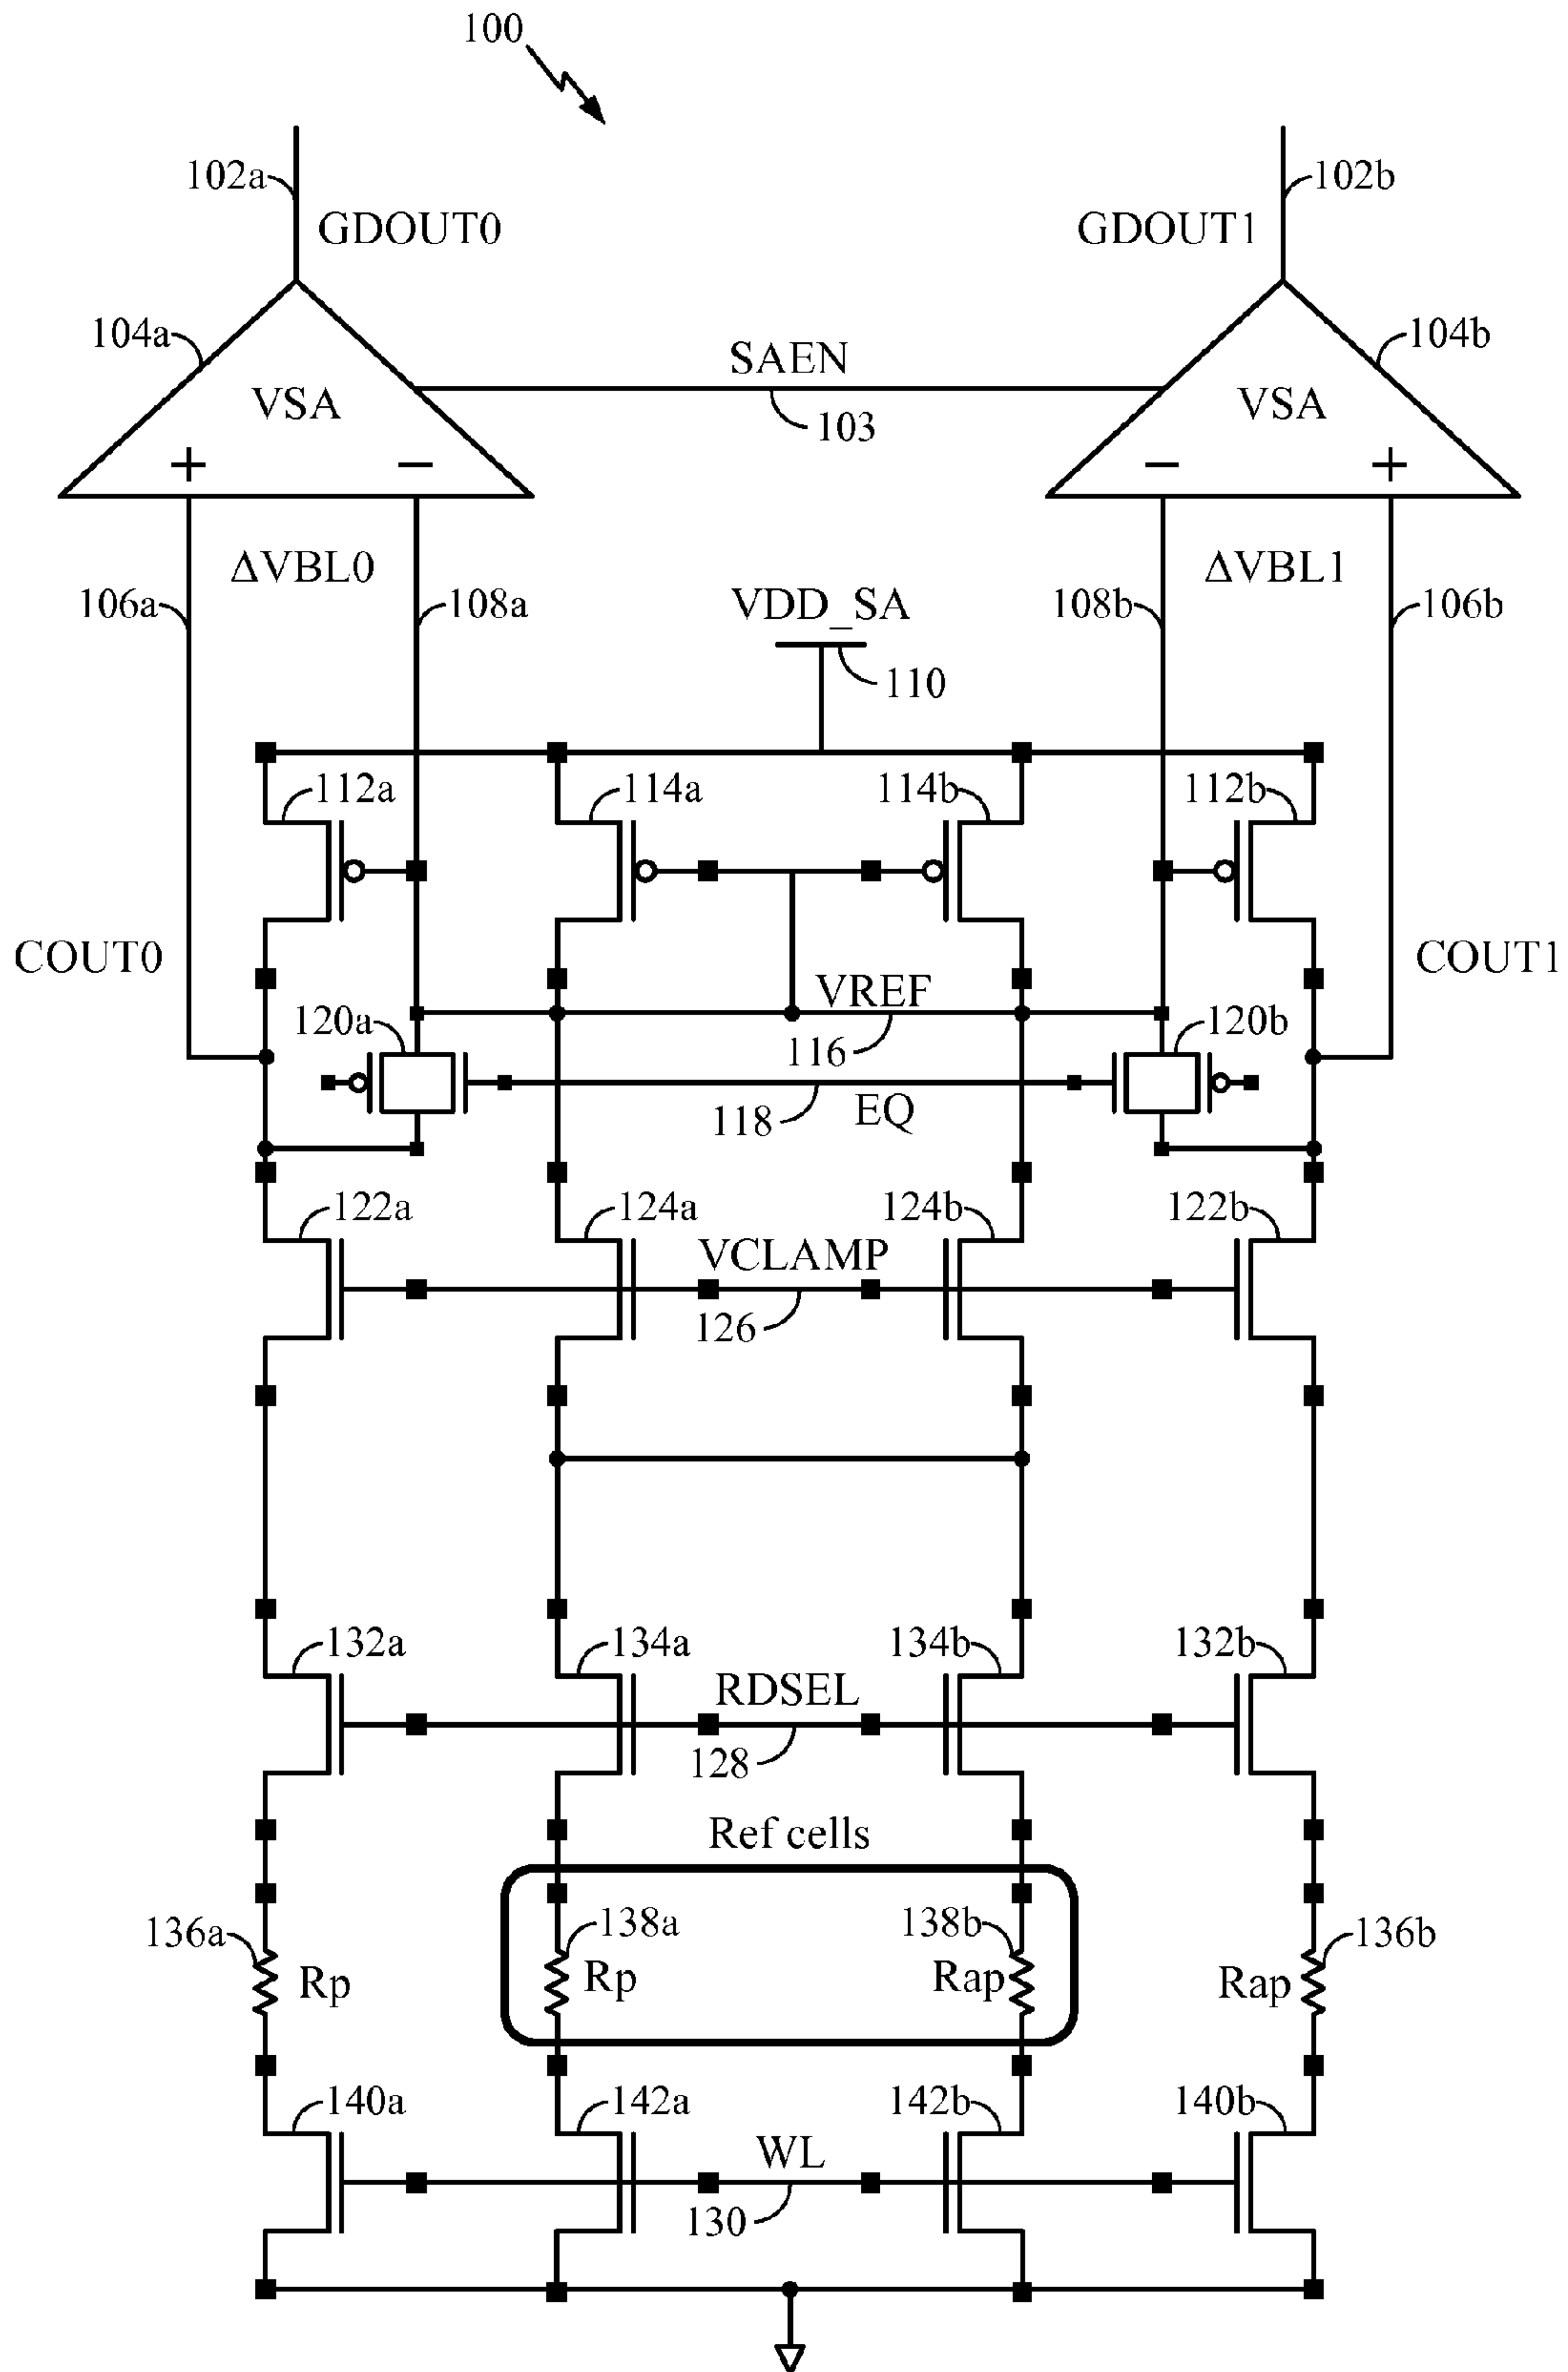 100
102a
102b
GDOUT0
GDOUT1
104a
104b
SAEN
VSA
VSA
103
+
−
−
+
ΔVBL0
ΔVBL1
106a
108a
VDD_SA
108b
106b
110
112a
114a
114b
112b
COUT0
COUT1
VREF
120a
120b
116
118
EQ
122a
124a
124b
122b
VCLAMP
126
132a
134a
134b
132b
RDSEL
128
Ref cells
136a
138a
138b
136b
Rp
Rp
Rap
Rap
140a
142a
142b
140b
WL
130